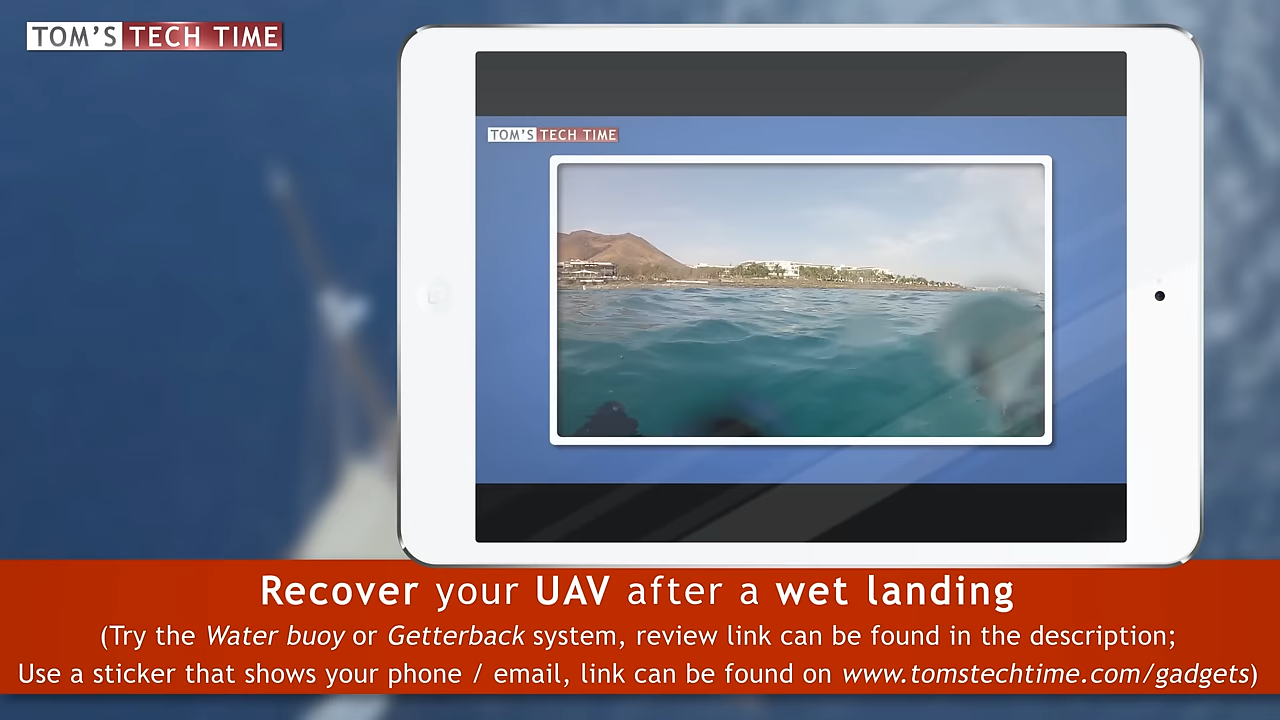 TOM'S TECH TIME
TOM'S TECH TIME
Recover your UAV after a wet landing
(Try the Water buoy or Getterback system, review link can be found in the description;
Use a sticker that shows your phone / email, link can be found on www.tomstechtime.com/gadgets)